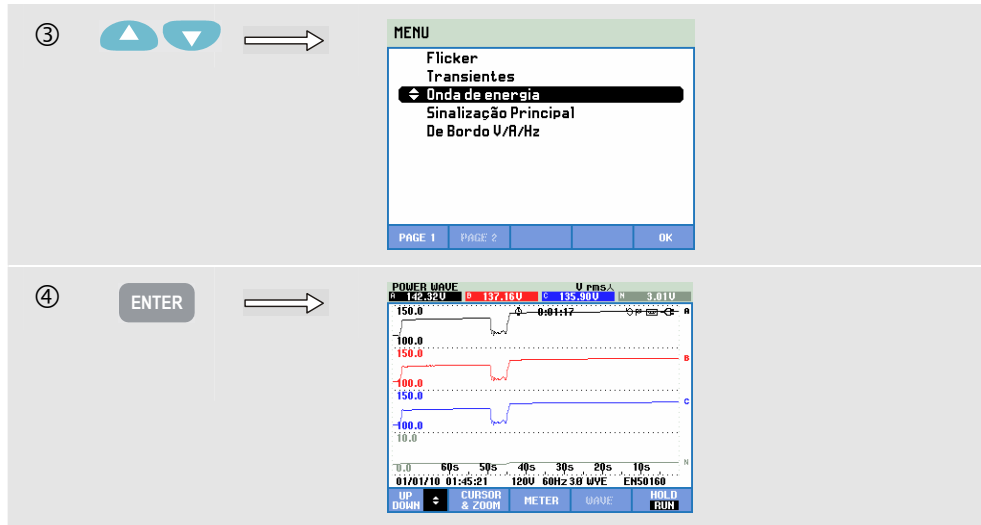 ③
MENU
Flicker
Transientes
Onda de energia
Sinalização Principal
De Bordo V/A/Hz
PAGE 1 PAGE 2 OK
④
ENTER
POWER WAVE V rms
A 142.32V B 137.16V C 135.90V N 3.01V
150.0 0:01:17 A
100.0
150.0 B
100.0
150.0 C
100.0
10.0
0.0 60s 50s 40s 30s 20s 10s N
01/01/10 01:45:21 120V 60Hz 3Ø WYE EN50160
UP DOWN CURSOR & ZOOM METER WAVE HOLD RUN